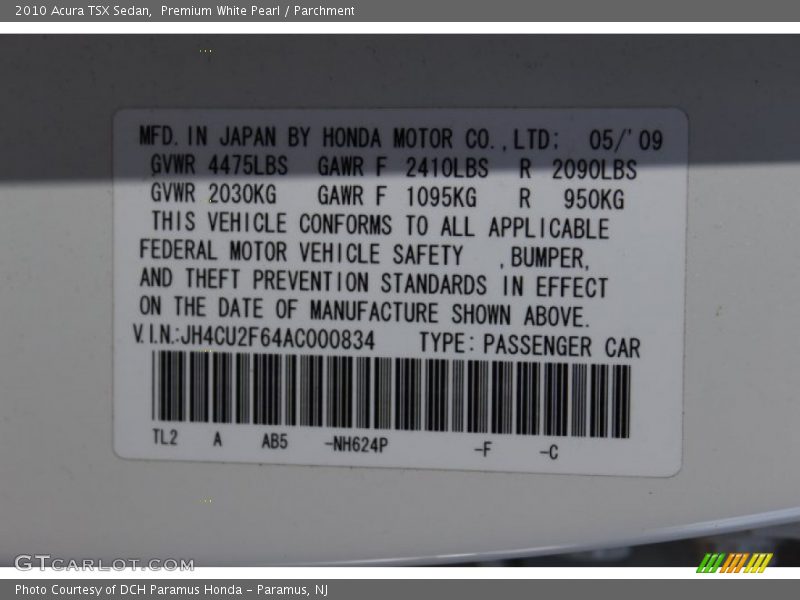 2010 Acura TSX Sedan,  Premium White Pearl / Parchment
MFD. IN JAPAN BY HONDA MOTOR CO., LTD: 05/'09
GVWR 4475LBS GAWR F 2410LBS R 2090LBS
GVWR 2030KG GAWR F 1095KG R 950KG
THIS VEHICLE CONFORMS TO ALL APPLICABLE
FEDERAL MOTOR VEHICLE SAFETY ,BUMPER,
AND THEFT PREVENTION STANDARDS IN EFFECT
ON THE DATE OF MANUFACTURE SHOWN ABOVE.
V.I.N.:JH4CU2F64AC000834 TYPE: PASSENGER CAR
TL2 A AB5 -NH624P -F -C
GTCARLOT.COM
Photo Courtesy of DCH Paramus Honda - Paramus, NJ